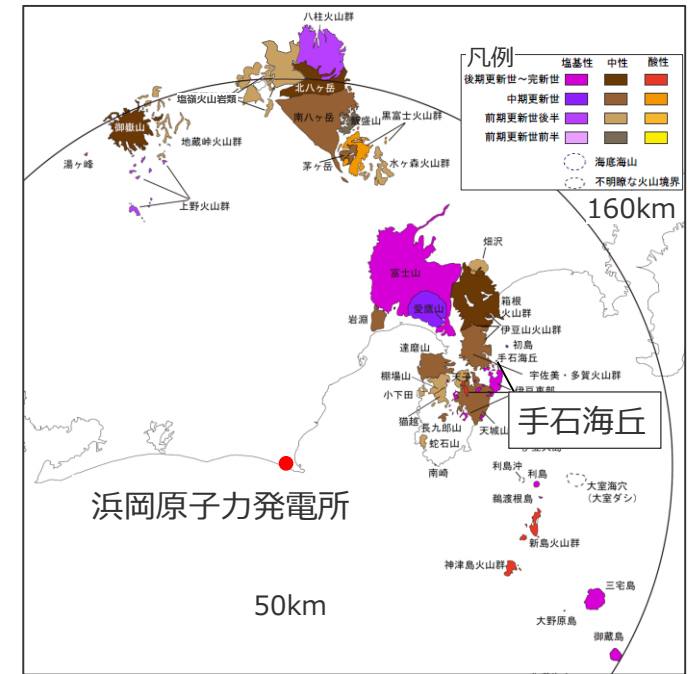 八柱火山群
凡例
塩基性 中性 酸性
後期更新世～完新世
中期更新世
前期更新世後半
前期更新世前半
海底海山
不明瞭な火山境界
160km
塩嶺火山岩類
北八ヶ岳
御嶽山
地蔵峠火山群
南八ヶ岳
飯盛山
黒富士火山群
湯ヶ峰
茅ヶ岳
水ヶ森火山群
上野火山群
畑沢
富士山
愛鷹山
箱根
火山群
岩淵
伊豆山火山群
達磨山
初島
手石海丘
棚場山
天子
宇佐美・多賀火山群
小下田
伊豆東部
猫越
手石海丘
長九郎山
天城山
蛇石山
南崎
利島沖
利島
大室海穴
(大室ダシ)
鵜渡根島
浜岡原子力発電所
新島火山群
神津島火山群
三宅島
50km
大野原島
御蔵島